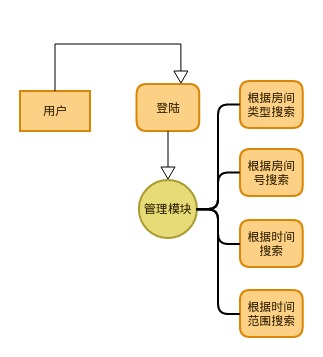 用户
登陆
管理模块
根据房间
类型搜索
根据房间
号搜索
根据时间
搜索
根据时间
范围搜索